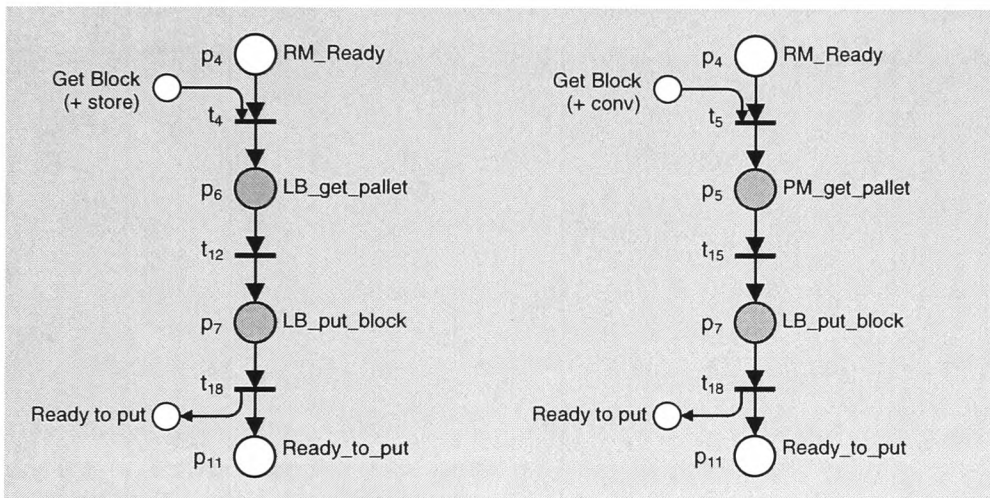 p4 RM_Ready
Get Block
(+ store)
t4
p6 LB_get_pallet
t12
p7 LB_put_block
t18
Ready to put
p11 Ready_to_put
p4 RM_Ready
Get Block
(+ conv)
t5
p5 PM_get_pallet
t15
p7 LB_put_block
t18
Ready to put
p11 Ready_to_put